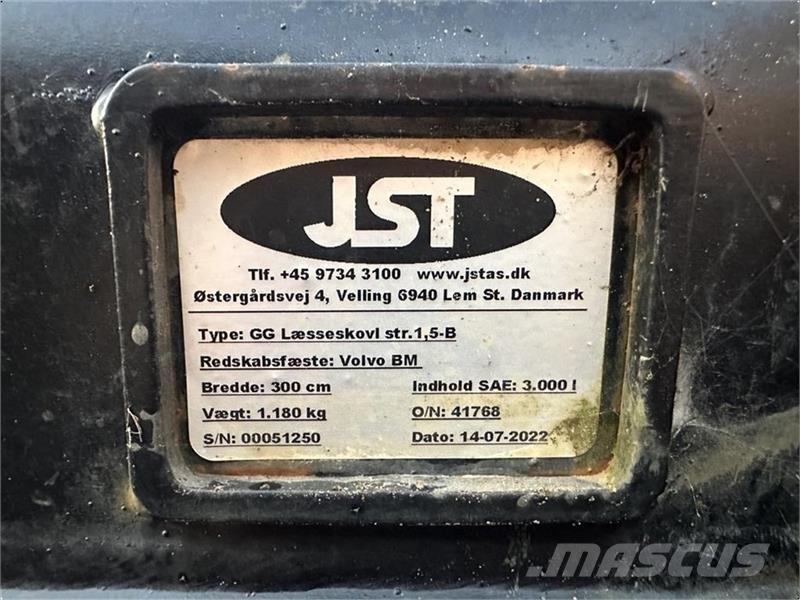 JST
Tlf. +45 9734 3100 www.jstas.dk
Østergårdsvej 4, Velling 6940 Lem St. Danmark
Type: GG Læsseskovl str.1,5-B
Redskabsfæste: Volvo BM
Bredde: 300 cm Indhold SAE: 3.000 l
Vægt: 1.180 kg O/N: 41768
S/N: 00051250 Dato: 14-07-2022
MASCUS